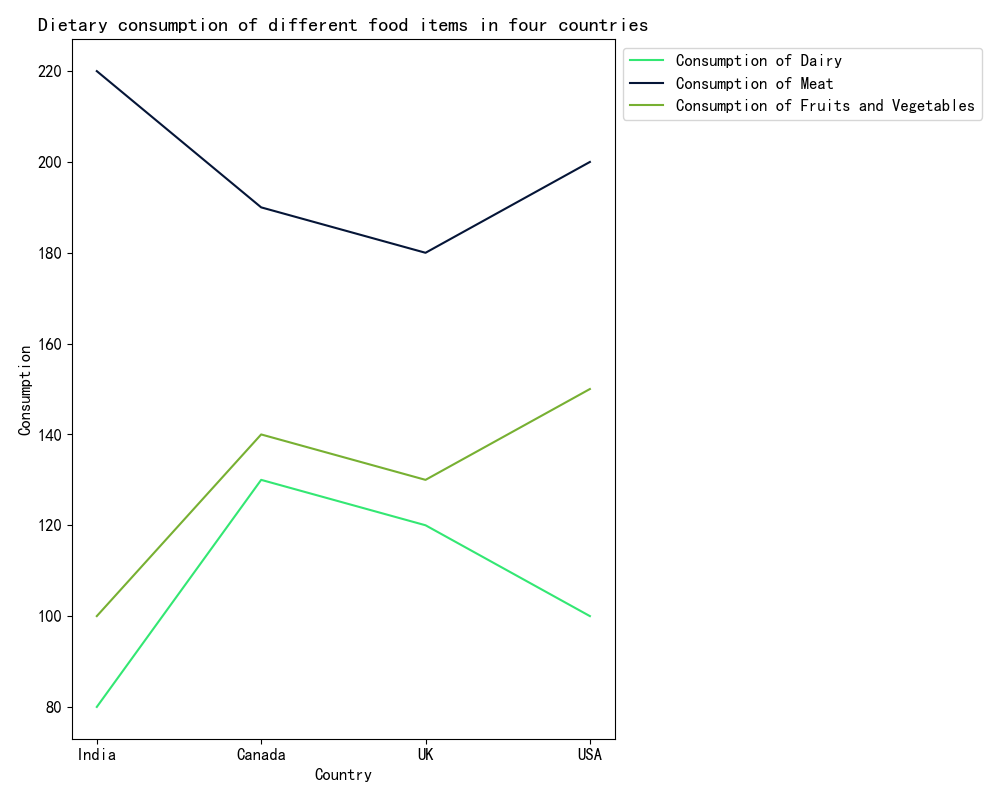 Dietary consumption of different food items in four countries
Consumption of Dairy
Consumption of Meat
Consumption of Fruits and Vegetables
220
200
180
160
140
120
100
80
Consumption
India Canada UK USA
Country